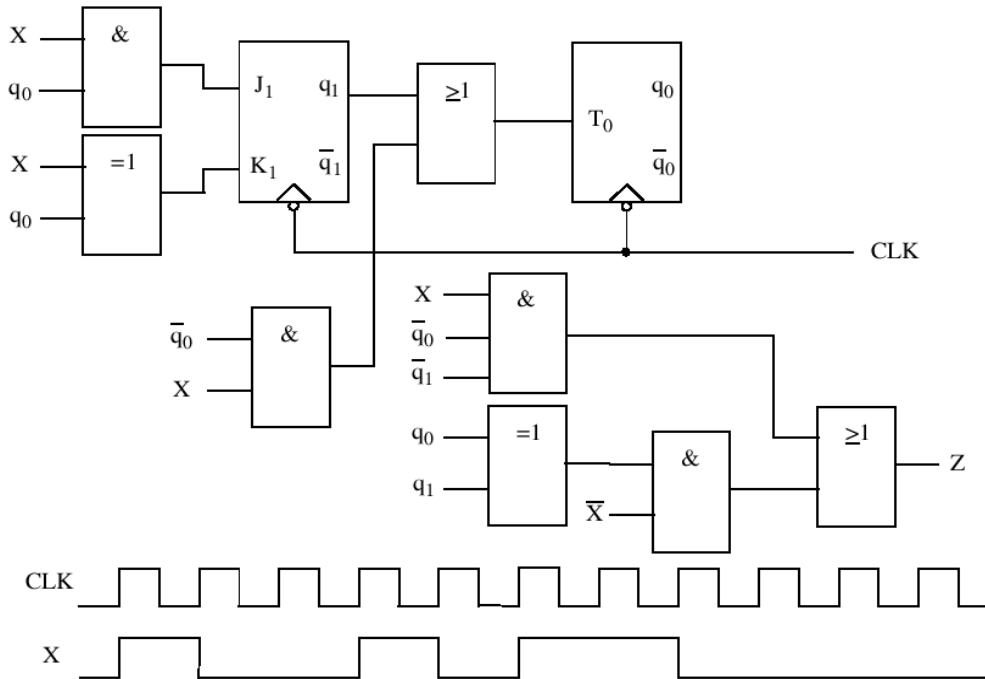 X
&
q₀
X
=1
q₀
J₁
q₁
K₁
q̅₁
≥1
T₀
q₀
q̅₀
CLK
q̅₀
&
X
X
&
q̅₀
q̅₁
q₀
=1
q₁
X̅
&
≥1
Z
CLK
X